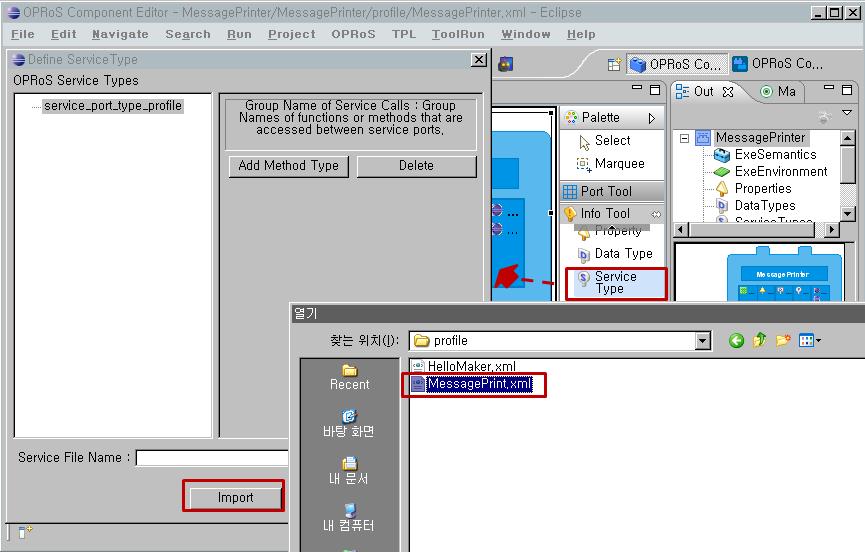 OPRoS Component Editor - MessagePrinter/MessagePrinter/profile/MessagePrinter.xml - Eclipse
File Edit Navigate Search Run Project OPRoS TPL ToolRun Window Help
Define ServiceType
OPRoS Service Types
service_port_type_profile
Group Name of Service Calls : Group
Names of functions or methods that are
accessed between service ports.
Add Method Type
Delete
Service File Name :
Import
OPRoS Co...
OPRoS Co...
Palette
Select
Marquee
Port Tool
Info Tool
Property
Data Type
Service
Type
Out
Ma
MessagePrinter
ExeSemantics
ExeEnvironment
Properties
DataTypes
ServiceTypes
Message Printer
...
...
열기
찾는 위치(I):
profile
Recent
바탕 화면
내 문서
내 컴퓨터
HelloMaker.xml
MessagePrint.xml